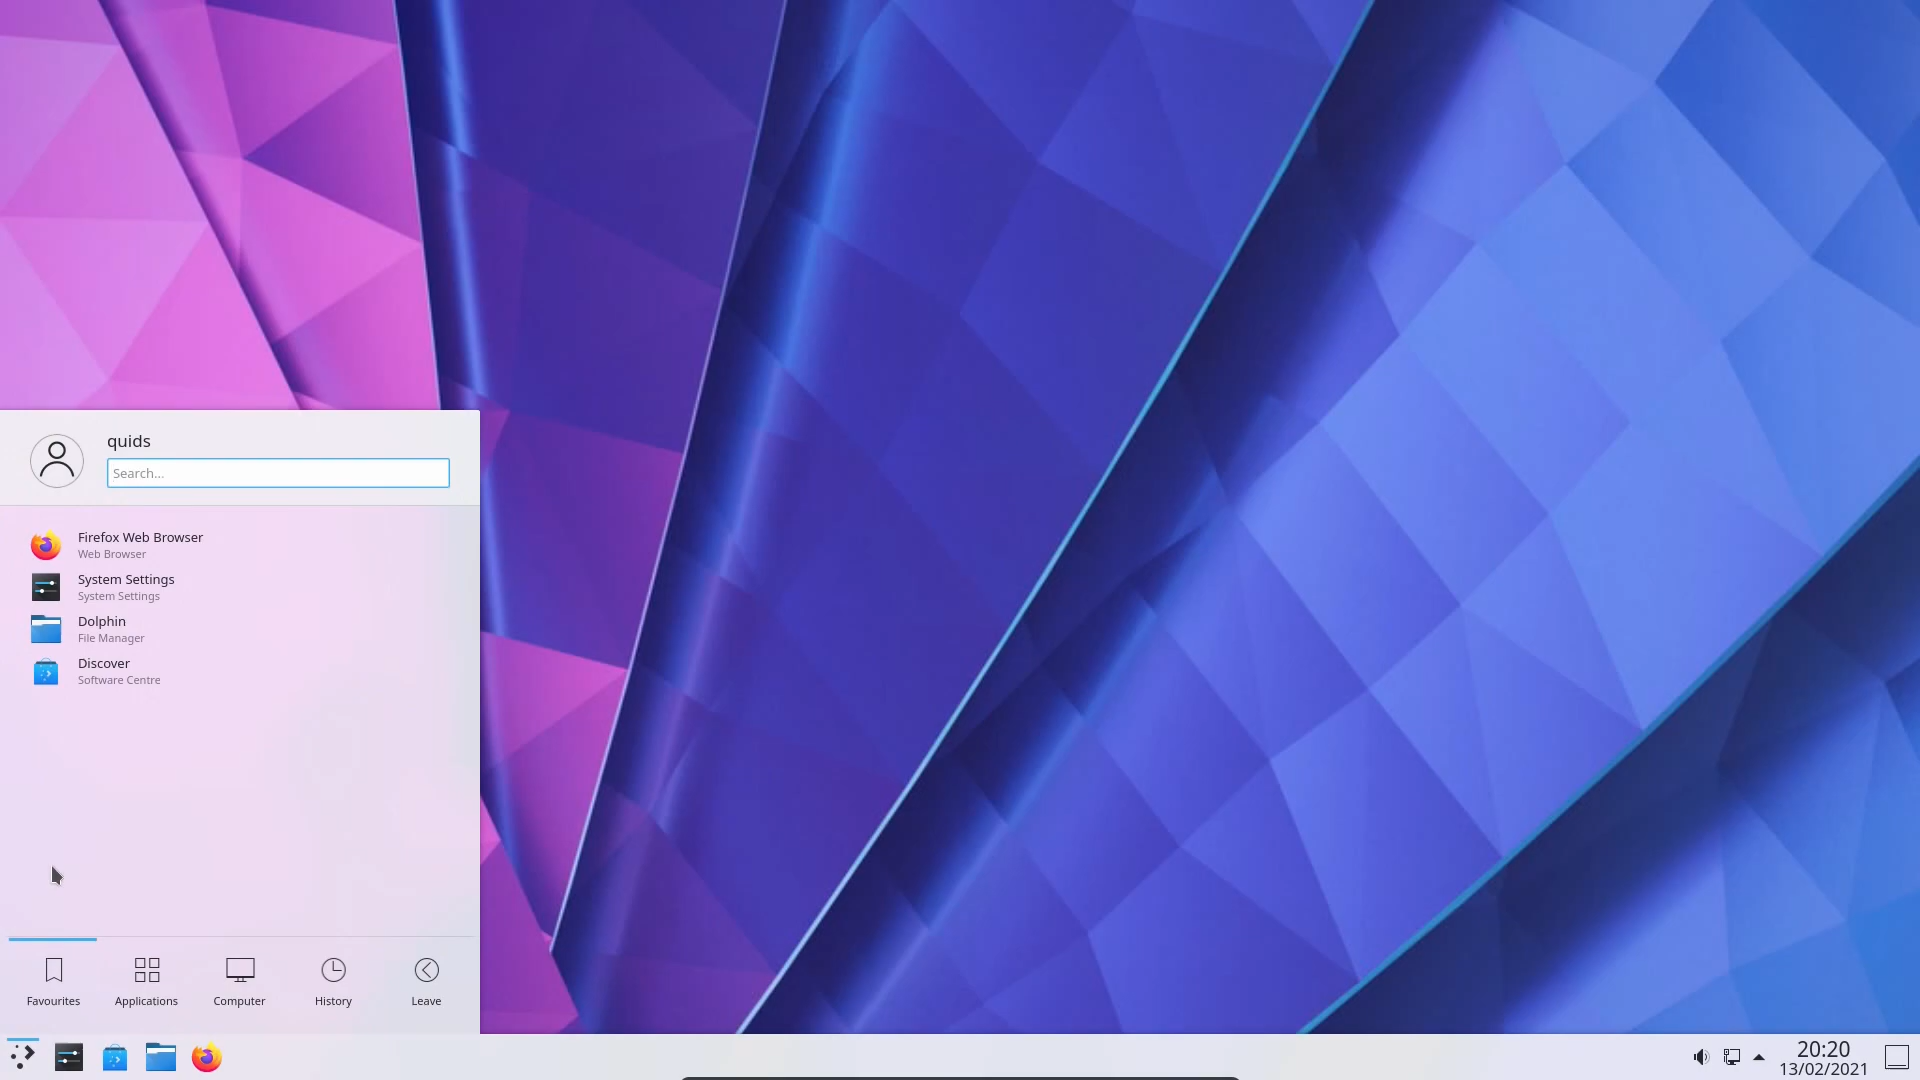 quids
Search...
Firefox Web Browser
Web Browser
System Settings
System Settings
Dolphin
File Manager
Discover
Software Centre
Favourites
Applications
Computer
History
Leave
20:20
13/02/2021